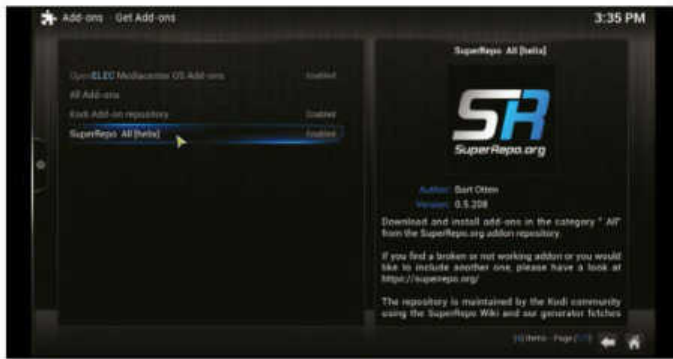 Add-ons - Get Add-ons
3:35 PM
OpenELEC Mediacenter OS Add-ons
Enabled
All Add-ons
Kodi Add-on repository
Enabled
SuperRepo All [helix]
Enabled
SuperRepo All [helix]
SR
SuperRepo.org
Author: Bart Otten
Version: 0.5.208
Download and install add-ons in the category " All"
from the SuperRepo.org addon repository
If you find a broken or not working addon or you would
like to include another one, please have a look at
https://superrepo.org/
The repository is maintained by the Kodi community
using the SuperRepo Wiki and our generator fetches
items - Page